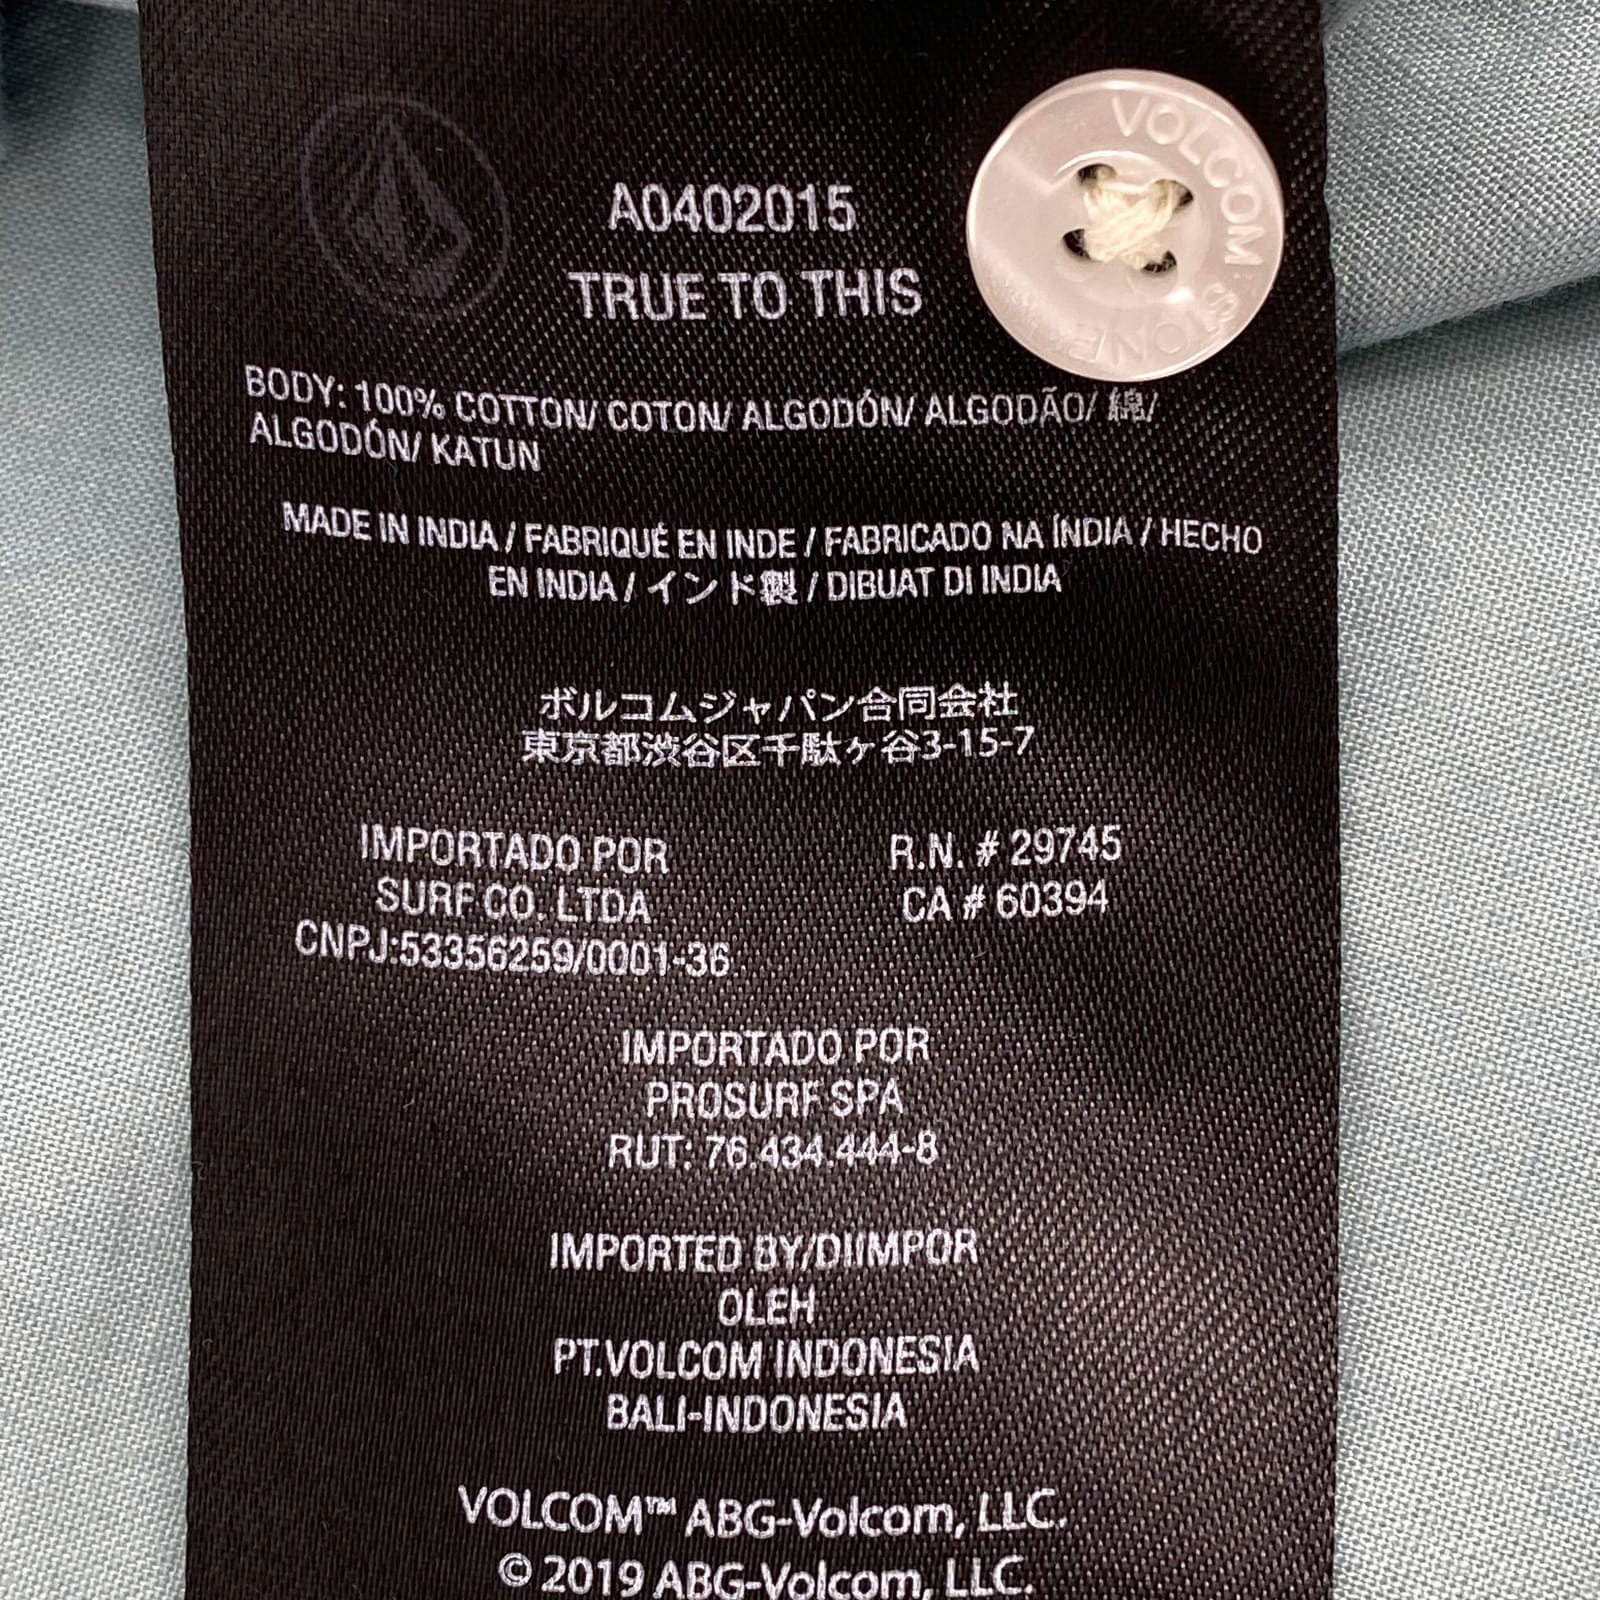 VOLCOM STONE
A0402015
TRUE TO THIS
BODY: 100% COTTON/ COTON/ ALGODÓN/ ALGODÃO/ 綿/
ALGODÓN/ KATUN
MADE IN INDIA / FABRIQUÉ EN INDE / FABRICADO NA ÍNDIA / HECHO
EN INDIA / インド製 / DIBUAT DI INDIA
ボルコムジャパン合同会社
東京都渋谷区千駄ヶ谷3-15-7
IMPORTADO POR
SURF CO. LTDA
CNPJ:53356259/0001-36
R.N. # 29745
CA # 60394
IMPORTADO POR
PROSURF SPA
RUT: 76.434.444-8
IMPORTED BY/DIIMPOR
OLEH
PT.VOLCOM INDONESIA
BALI-INDONESIA
VOLCOM™ ABG-Volcom, LLC.
© 2019 ABG-Volcom, LLC.